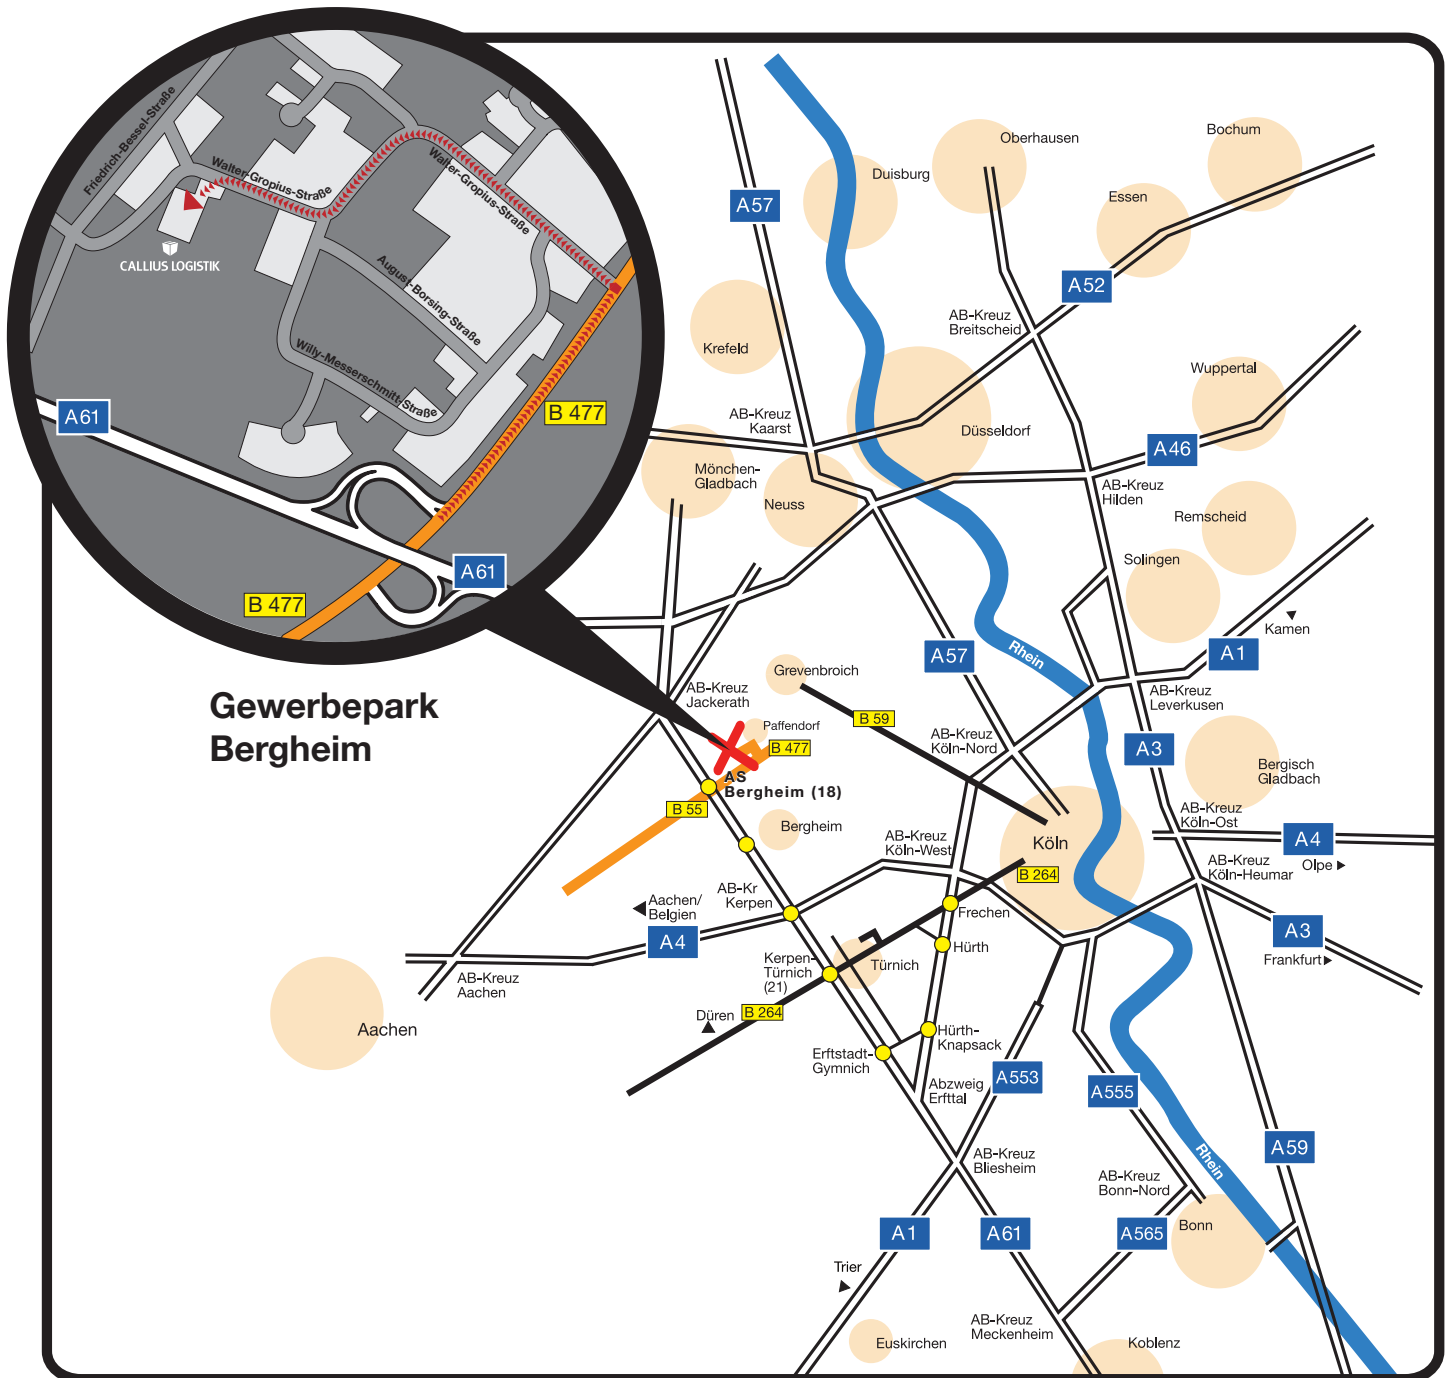 Friedrich-Bessel-Straße
Walter-Gropius-Straße
Walter-Gropius-Straße
CALLIUS LOGISTIK
August-Borsing-Straße
Willy-Messerschmitt-Straße
A61
B 477
A61
B 477
Gewerbepark
Bergheim
Oberhausen
Bochum
Duisburg
Essen
A57
A52
AB-Kreuz
Breitscheid
Krefeld
Wuppertal
AB-Kreuz
Kaarst
Düsseldorf
A46
Mönchen-
Gladbach
Neuss
AB-Kreuz
Hilden
Remscheid
Solingen
Kamen
A1
Rhein
A57
Grevenbroich
AB-Kreuz
Jackerath
AB-Kreuz
Leverkusen
Paffendorf
B 59
B 477
AB-Kreuz
Köln-Nord
A3
Bergisch
Gladbach
AS
Bergheim (18)
B 55
Bergheim
AB-Kreuz
Köln-West
Köln
AB-Kreuz
Köln-Ost
A4
Olpe
B 264
AB-Kreuz
Köln-Heumar
AB-Kr
Kerpen
Aachen/
Belgien
A4
Frechen
A3
Frankfurt
Hürth
Kerpen-
Türnich
(21)
Türnich
AB-Kreuz
Aachen
Aachen
Düren
B 264
Hürth-
Knapsack
Erftstadt-
Gymnich
Abzweig
Erfttal
A553
A555
AB-Kreuz
Bliesheim
Rhein
A59
AB-Kreuz
Bonn-Nord
Bonn
A1
A61
A565
Trier
AB-Kreuz
Meckenheim
Euskirchen
Koblenz